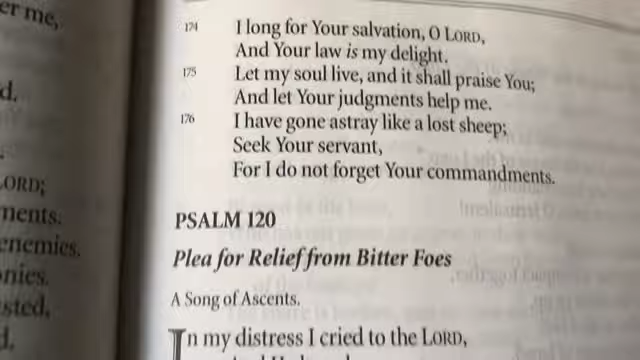 er me,
d.
ORD;
ments.
enemies.
nies.
sted,
d.
174 I long for Your salvation, O LORD,
And Your law is my delight.
175 Let my soul live, and it shall praise You;
And let Your judgments help me.
176 I have gone astray like a lost sheep;
Seek Your servant,
For I do not forget Your commandments.
PSALM 120
Plea for Relief from Bitter Foes
A Song of Ascents.
In my distress I cried to the LORD,